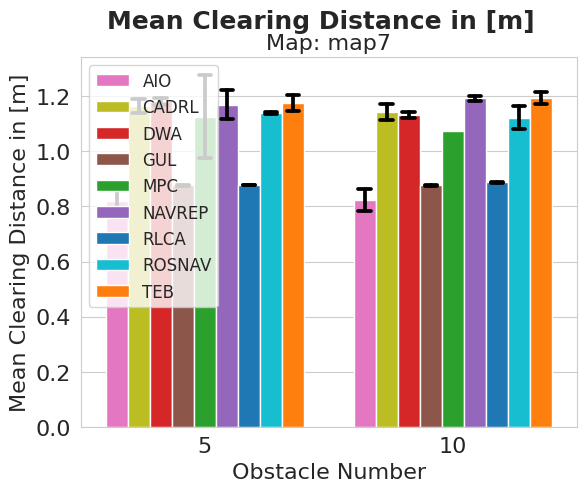 Mean Clearing Distance in [m]
Map: map7
Mean Clearing Distance in [m]
1.2
1.0
0.8
0.6
0.4
0.2
0.0
AIO
CADRL
DWA
GUL
MPC
NAVREP
RLCA
ROSNAV
TEB
5
10
Obstacle Number